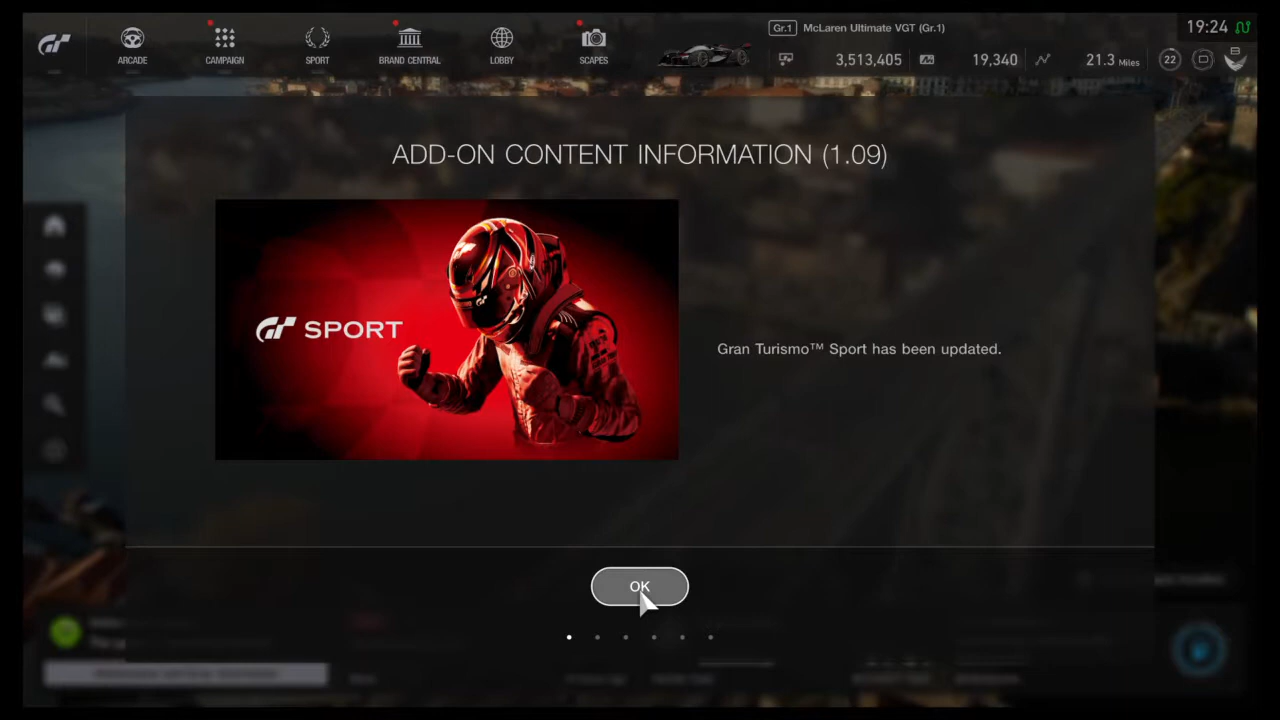 Gr.1 McLaren Ultimate VGT (Gr.1)
19:24
ARCADE
CAMPAIGN
SPORT
BRAND CENTRAL
LOBBY
SCAPES
3,513,405
19,340
21.3 Miles
22
ADD-ON CONTENT INFORMATION (1.09)
GT SPORT
Gran Turismo™ Sport has been updated.
OK